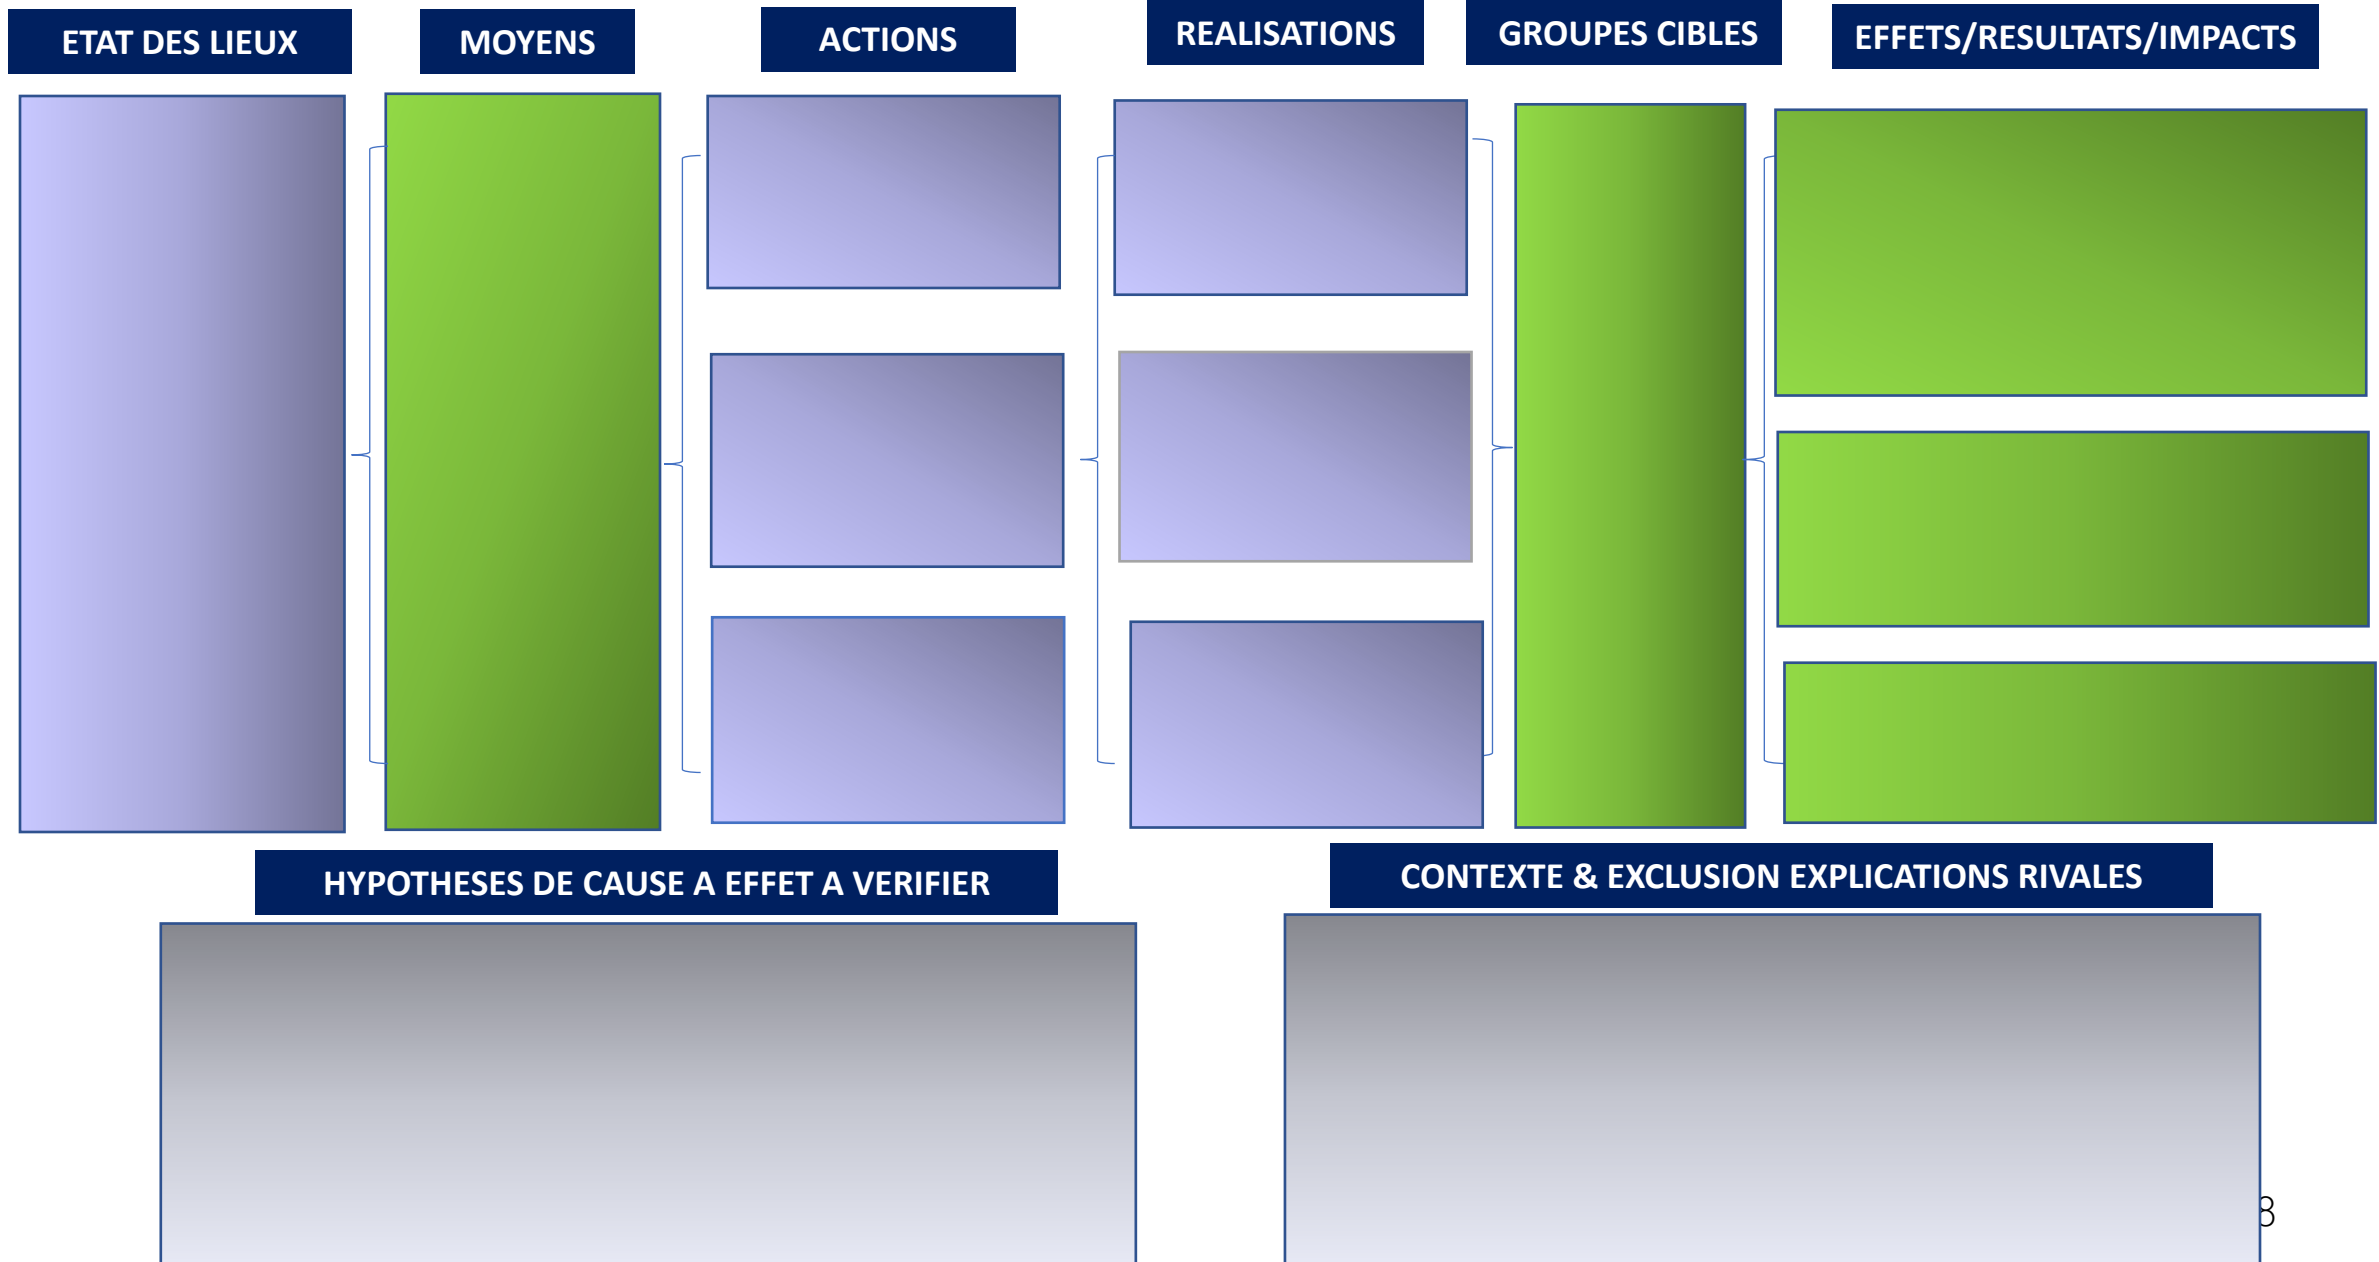 ETAT DES LIEUX
MOYENS
ACTIONS
REALISATIONS
GROUPES CIBLES
EFFETS/RESULTATS/IMPACTS
HYPOTHESES DE CAUSE A EFFET A VERIFIER
CONTEXTE & EXCLUSION EXPLICATIONS RIVALES
8